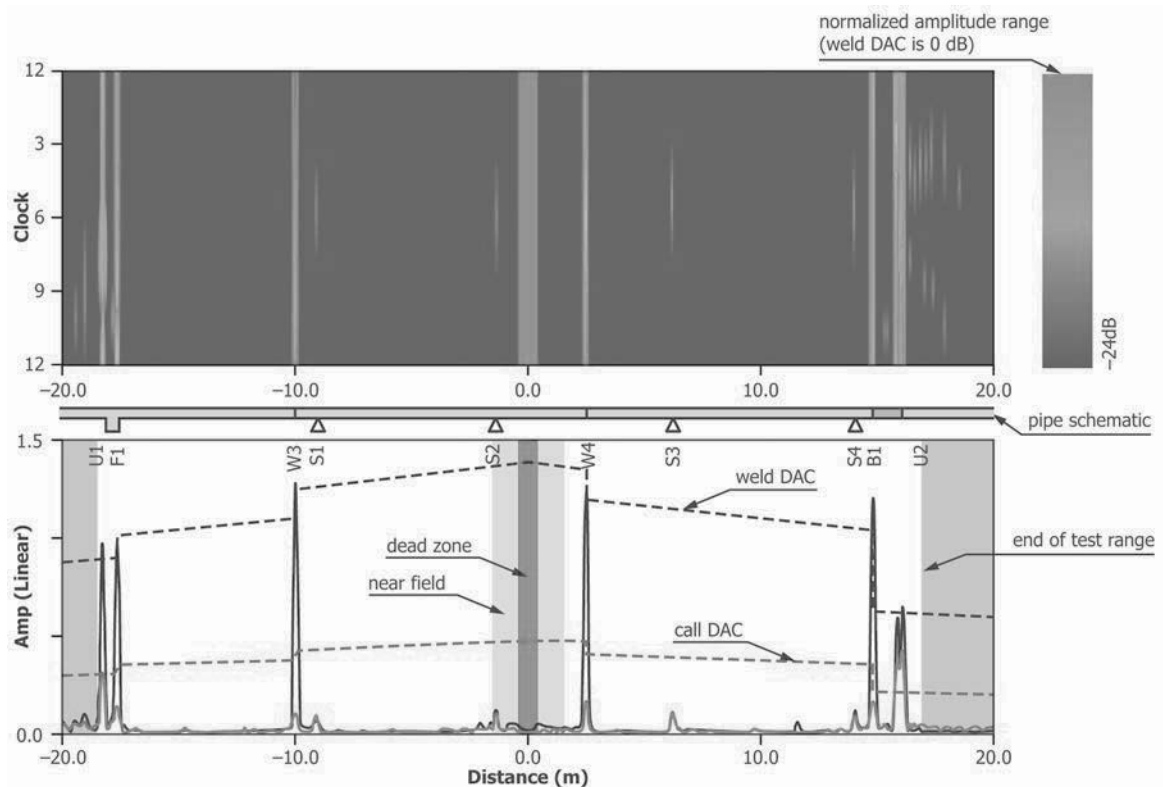 normalized amplitude range
(weld DAC is 0 dB)
12
3
6
9
12
Clock
−24dB
−20.0
−10.0
0.0
10.0
20.0
pipe schematic
1.5
0.0
Amp (Linear)
U1
F1
W3
S1
S2
W4
S3
S4
B1
U2
weld DAC
dead zone
end of test range
near field
call DAC
−20.0
−10.0
0.0
10.0
20.0
Distance (m)